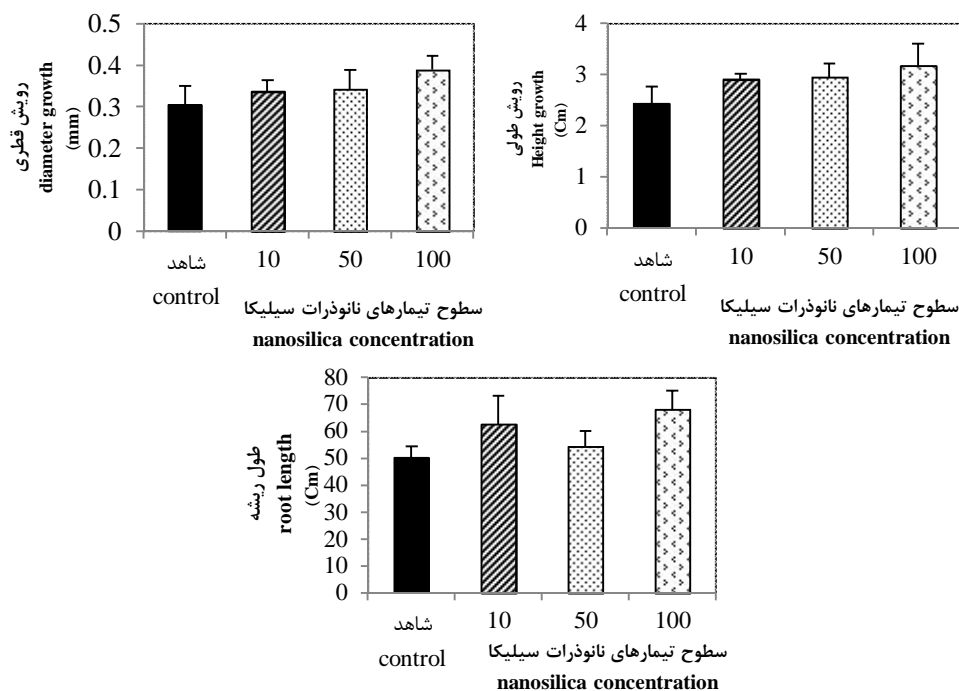 رویش قطری
diameter growth
(mm)
0.5
0.4
0.3
0.2
0.1
0
شاهد 10 50 100
control
سطوح تیمارهای نانوذرات سیلیکا
nanosilica concentration
رویش طولی
Height growth
(Cm)
4
3
2
1
0
شاهد 10 50 100
control
سطوح تیمارهای نانوذرات سیلیکا
nanosilica concentration
طول ریشه
root length
(Cm)
80
70
60
50
40
30
20
10
0
شاهد 10 50 100
control
سطوح تیمارهای نانوذرات سیلیکا
nanosilica concentration